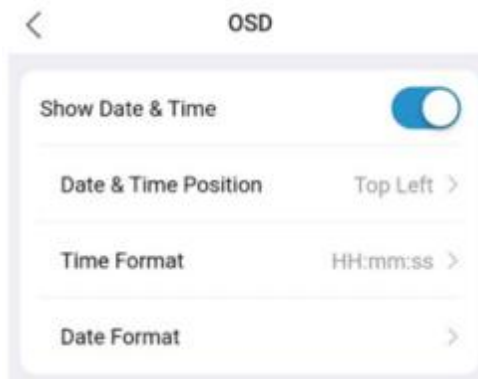 OSD
Show Date & Time
Date & Time Position Top Left
Time Format HH:mm:ss
Date Format